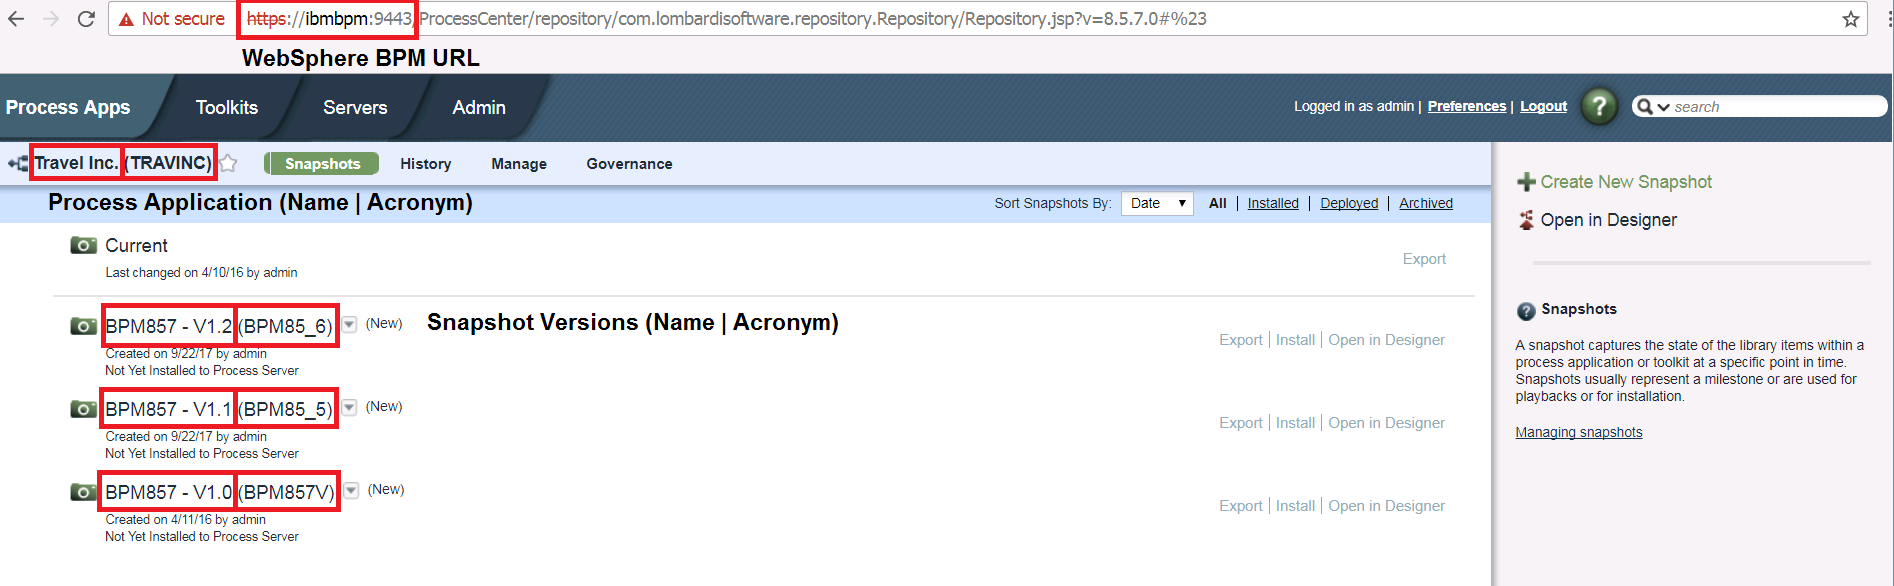 Not secure https://ibmbpm:9443/ProcessCenter/repository/com.lombardisoftware.repository.Repository/Repository.jsp?v=8.5.7.0#%23
WebSphere BPM URL
Process Apps Toolkits Servers Admin Logged in as admin | Preferences | Logout ? search
Travel Inc. (TRAVINC) Snapshots History Manage Governance
Process Application (Name | Acronym) Sort Snapshots By: Date All | Installed | Deployed | Archived
Current
Last changed on 4/10/16 by admin
Export
BPM857 - V1.2 (BPM85_6) (New) Snapshot Versions (Name | Acronym)
Export | Install | Open in Designer
Created on 9/22/17 by admin
Not Yet Installed to Process Server
BPM857 - V1.1 (BPM85_5) (New)
Export | Install | Open in Designer
Created on 9/22/17 by admin
Not Yet Installed to Process Server
BPM857 - V1.0 (BPM857V) (New)
Export | Install | Open in Designer
Created on 4/11/16 by admin
Not Yet Installed to Process Server
Create New Snapshot
Open in Designer
? Snapshots
A snapshot captures the state of the library items within a
process application or toolkit at a specific point in time.
Snapshots usually represent a milestone or are used for
playbacks or for installation.
Managing snapshots